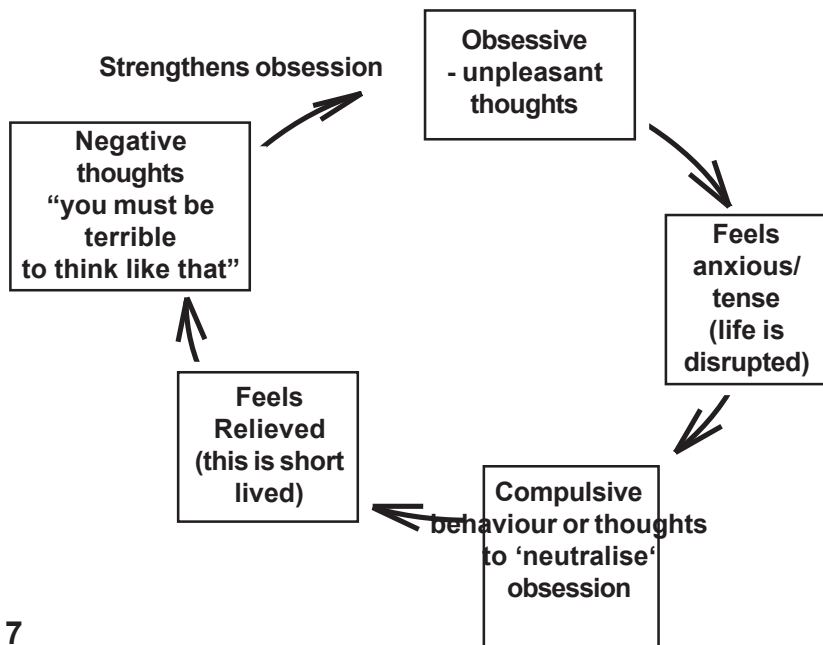 Strengthens obsession
Obsessive
- unpleasant
thoughts
Feels
anxious/
tense
(life is
disrupted)
Compulsive
behaviour or thoughts
to ‘neutralise‘
obsession
Feels
Relieved
(this is short
lived)
Negative
thoughts
“you must be
terrible
to think like that”
7